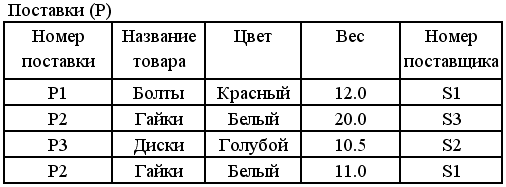 Поставки (P)
Номер поставки Название товара Цвет Вес Номер поставщика
P1 Болты Красный 12.0 S1
P2 Гайки Белый 20.0 S3
P3 Диски Голубой 10.5 S2
P2 Гайки Белый 11.0 S1